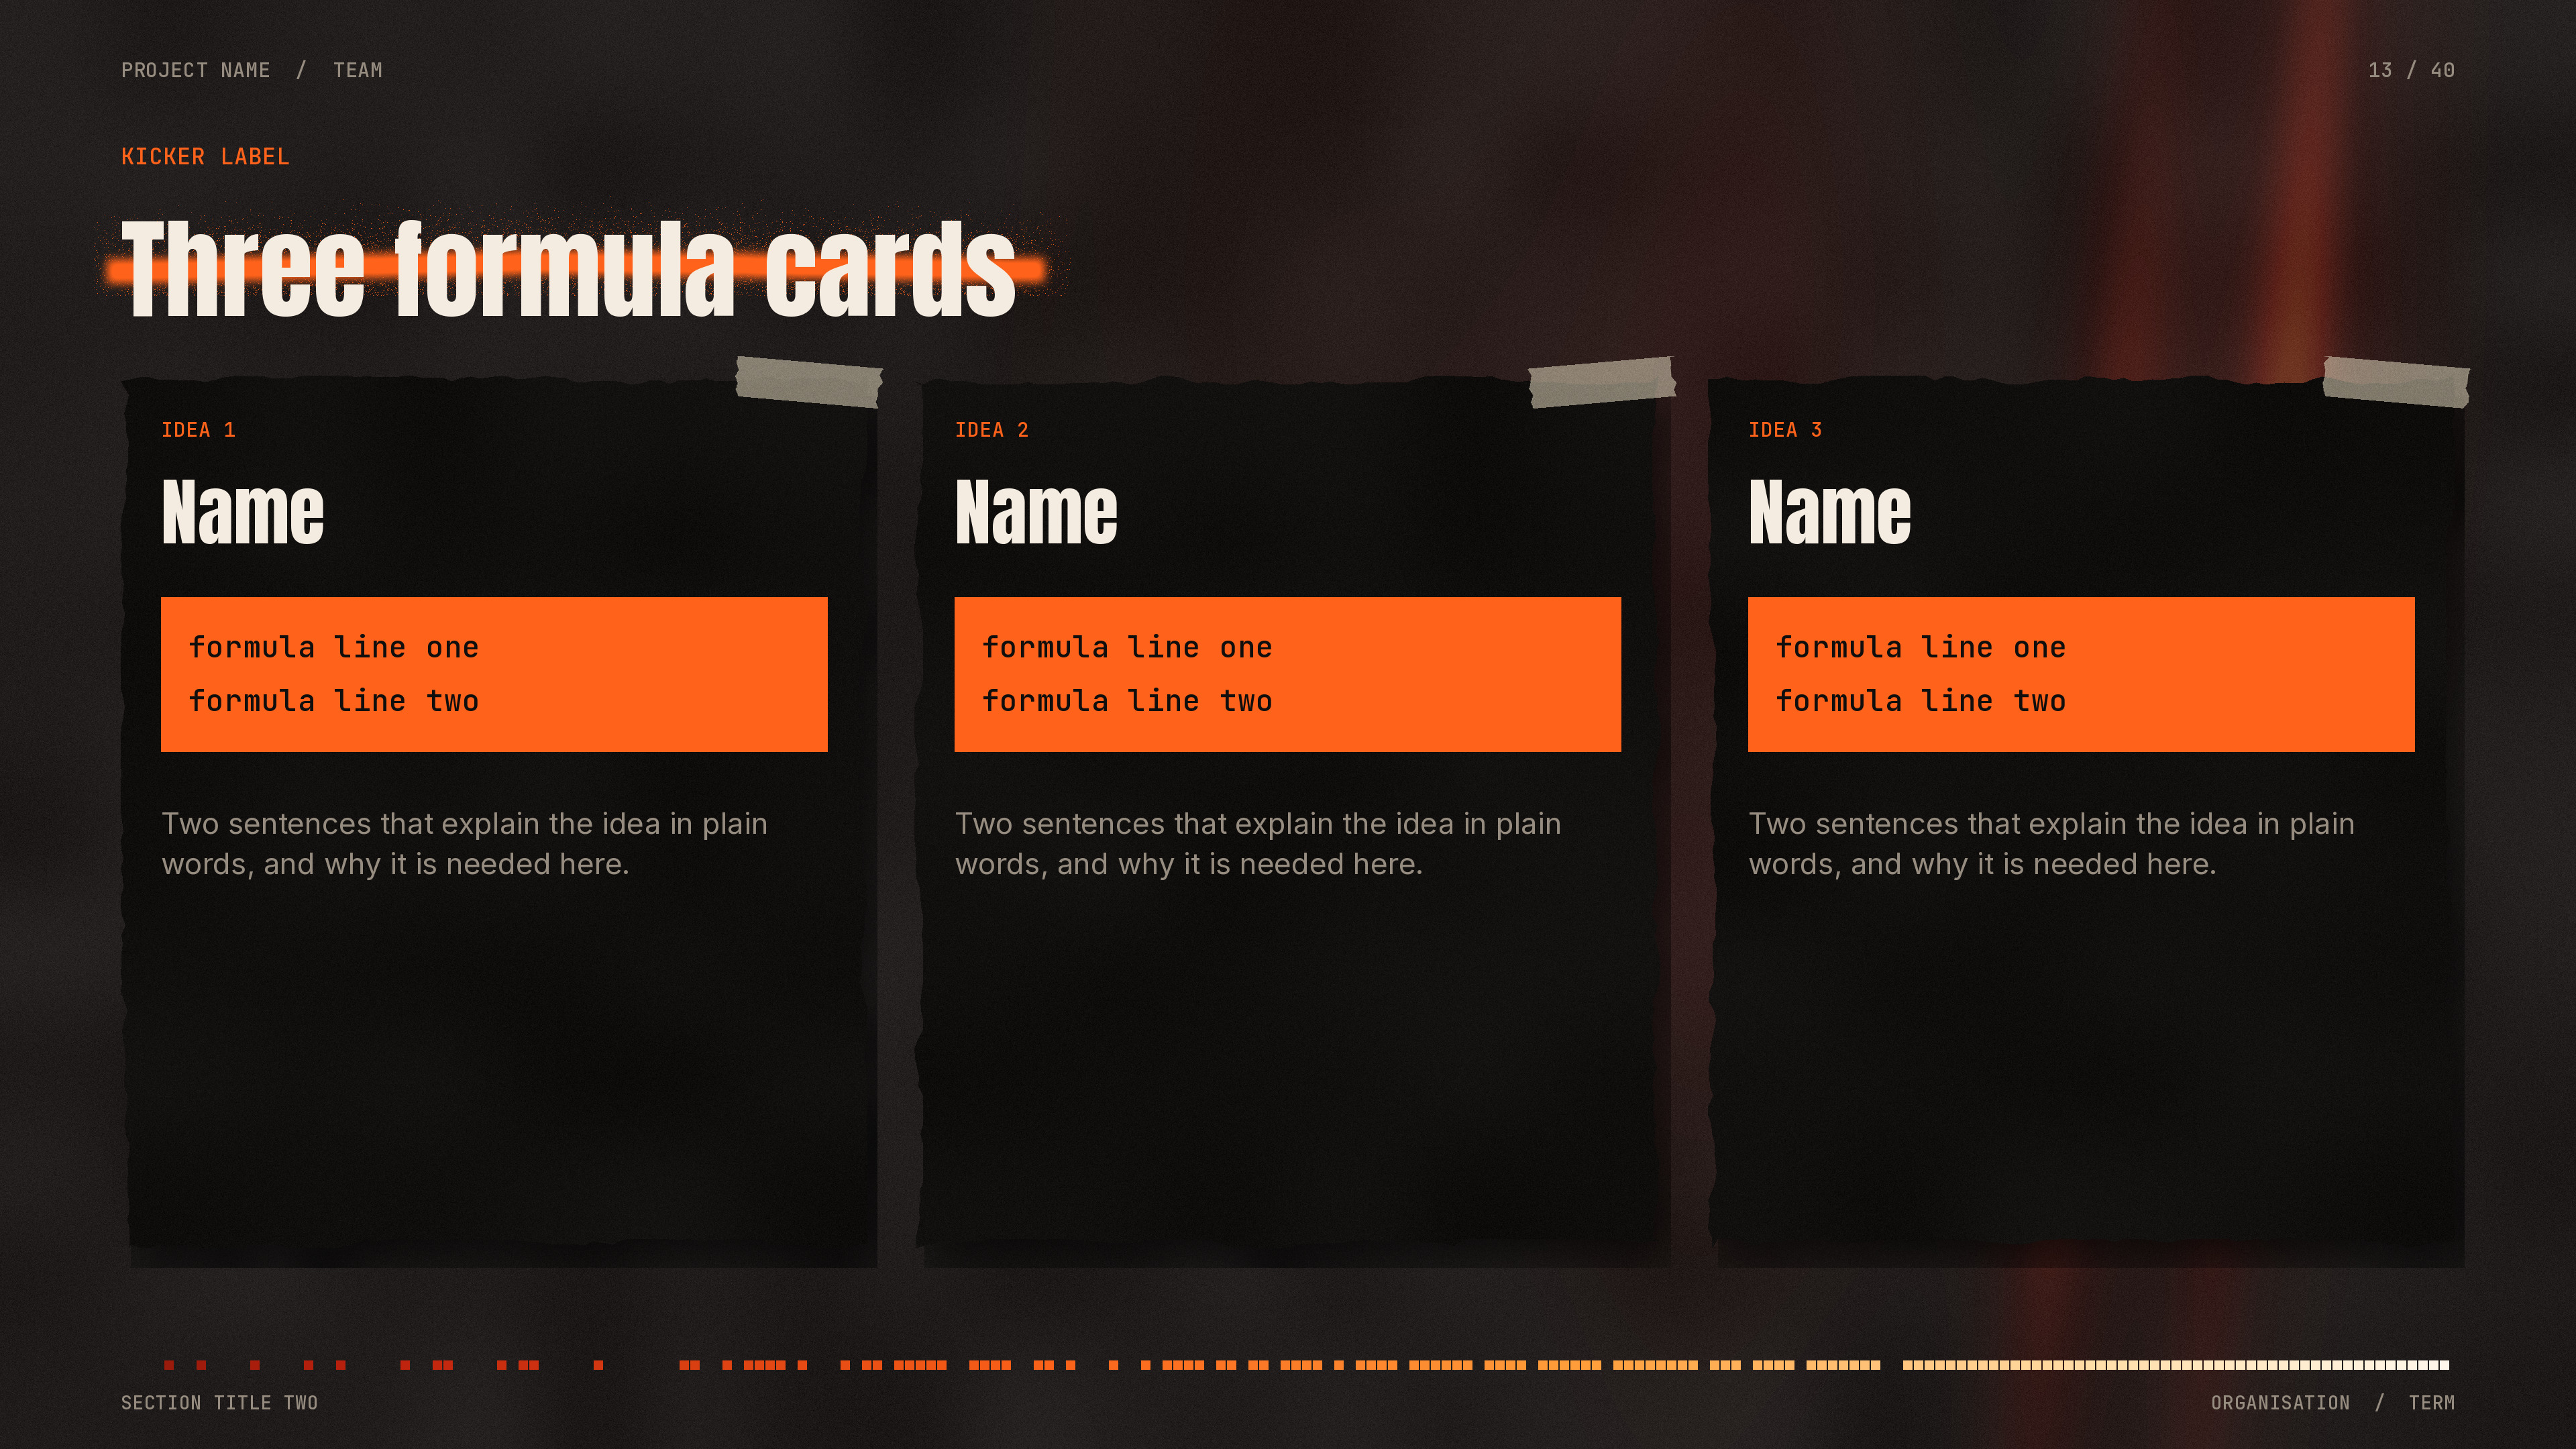 PROJECT NAME / TEAM
13 / 40
KICKER LABEL
Three formula cards
IDEA 1
Name
formula line one
formula line two
Two sentences that explain the idea in plain
words, and why it is needed here.
IDEA 2
Name
formula line one
formula line two
Two sentences that explain the idea in plain
words, and why it is needed here.
IDEA 3
Name
formula line one
formula line two
Two sentences that explain the idea in plain
words, and why it is needed here.
SECTION TITLE TWO
ORGANISATION / TERM